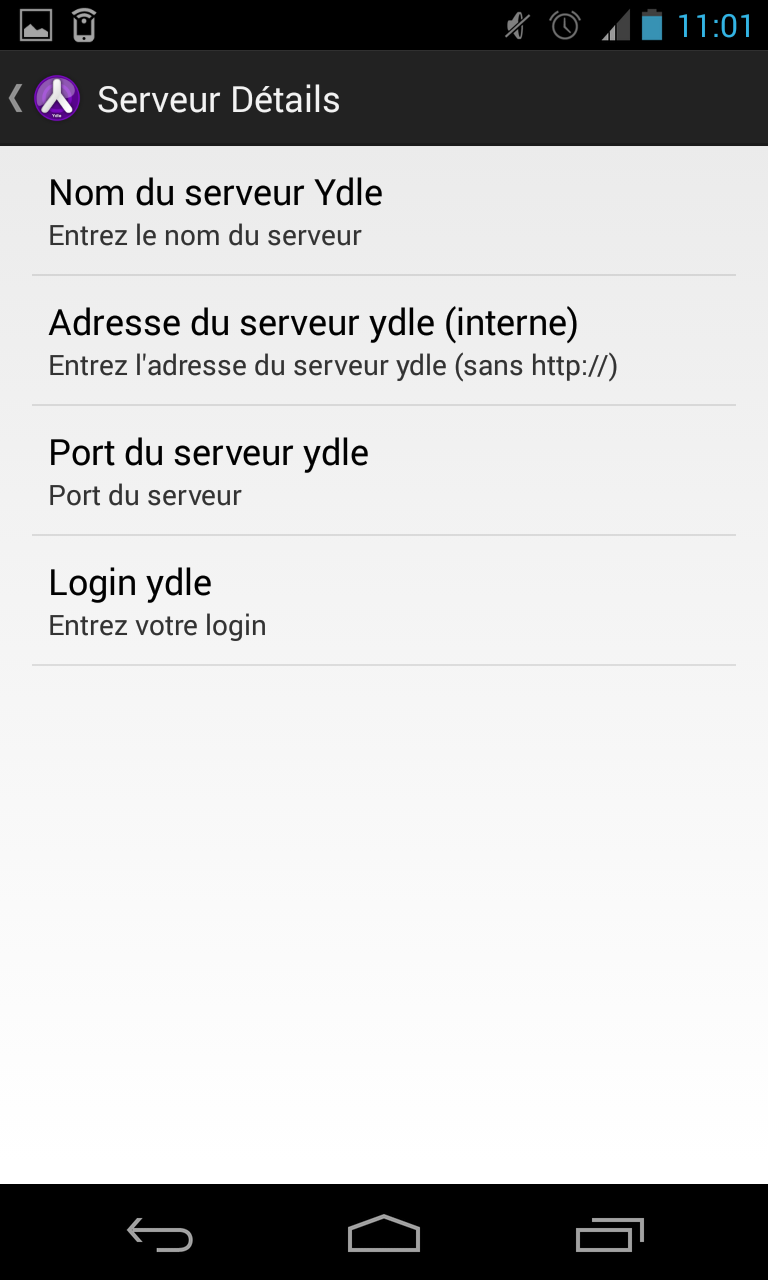 11:01
Serveur Détails
Nom du serveur Ydle
Entrez le nom du serveur
Adresse du serveur ydle (interne)
Entrez l'adresse du serveur ydle (sans http://)
Port du serveur ydle
Port du serveur
Login ydle
Entrez votre login